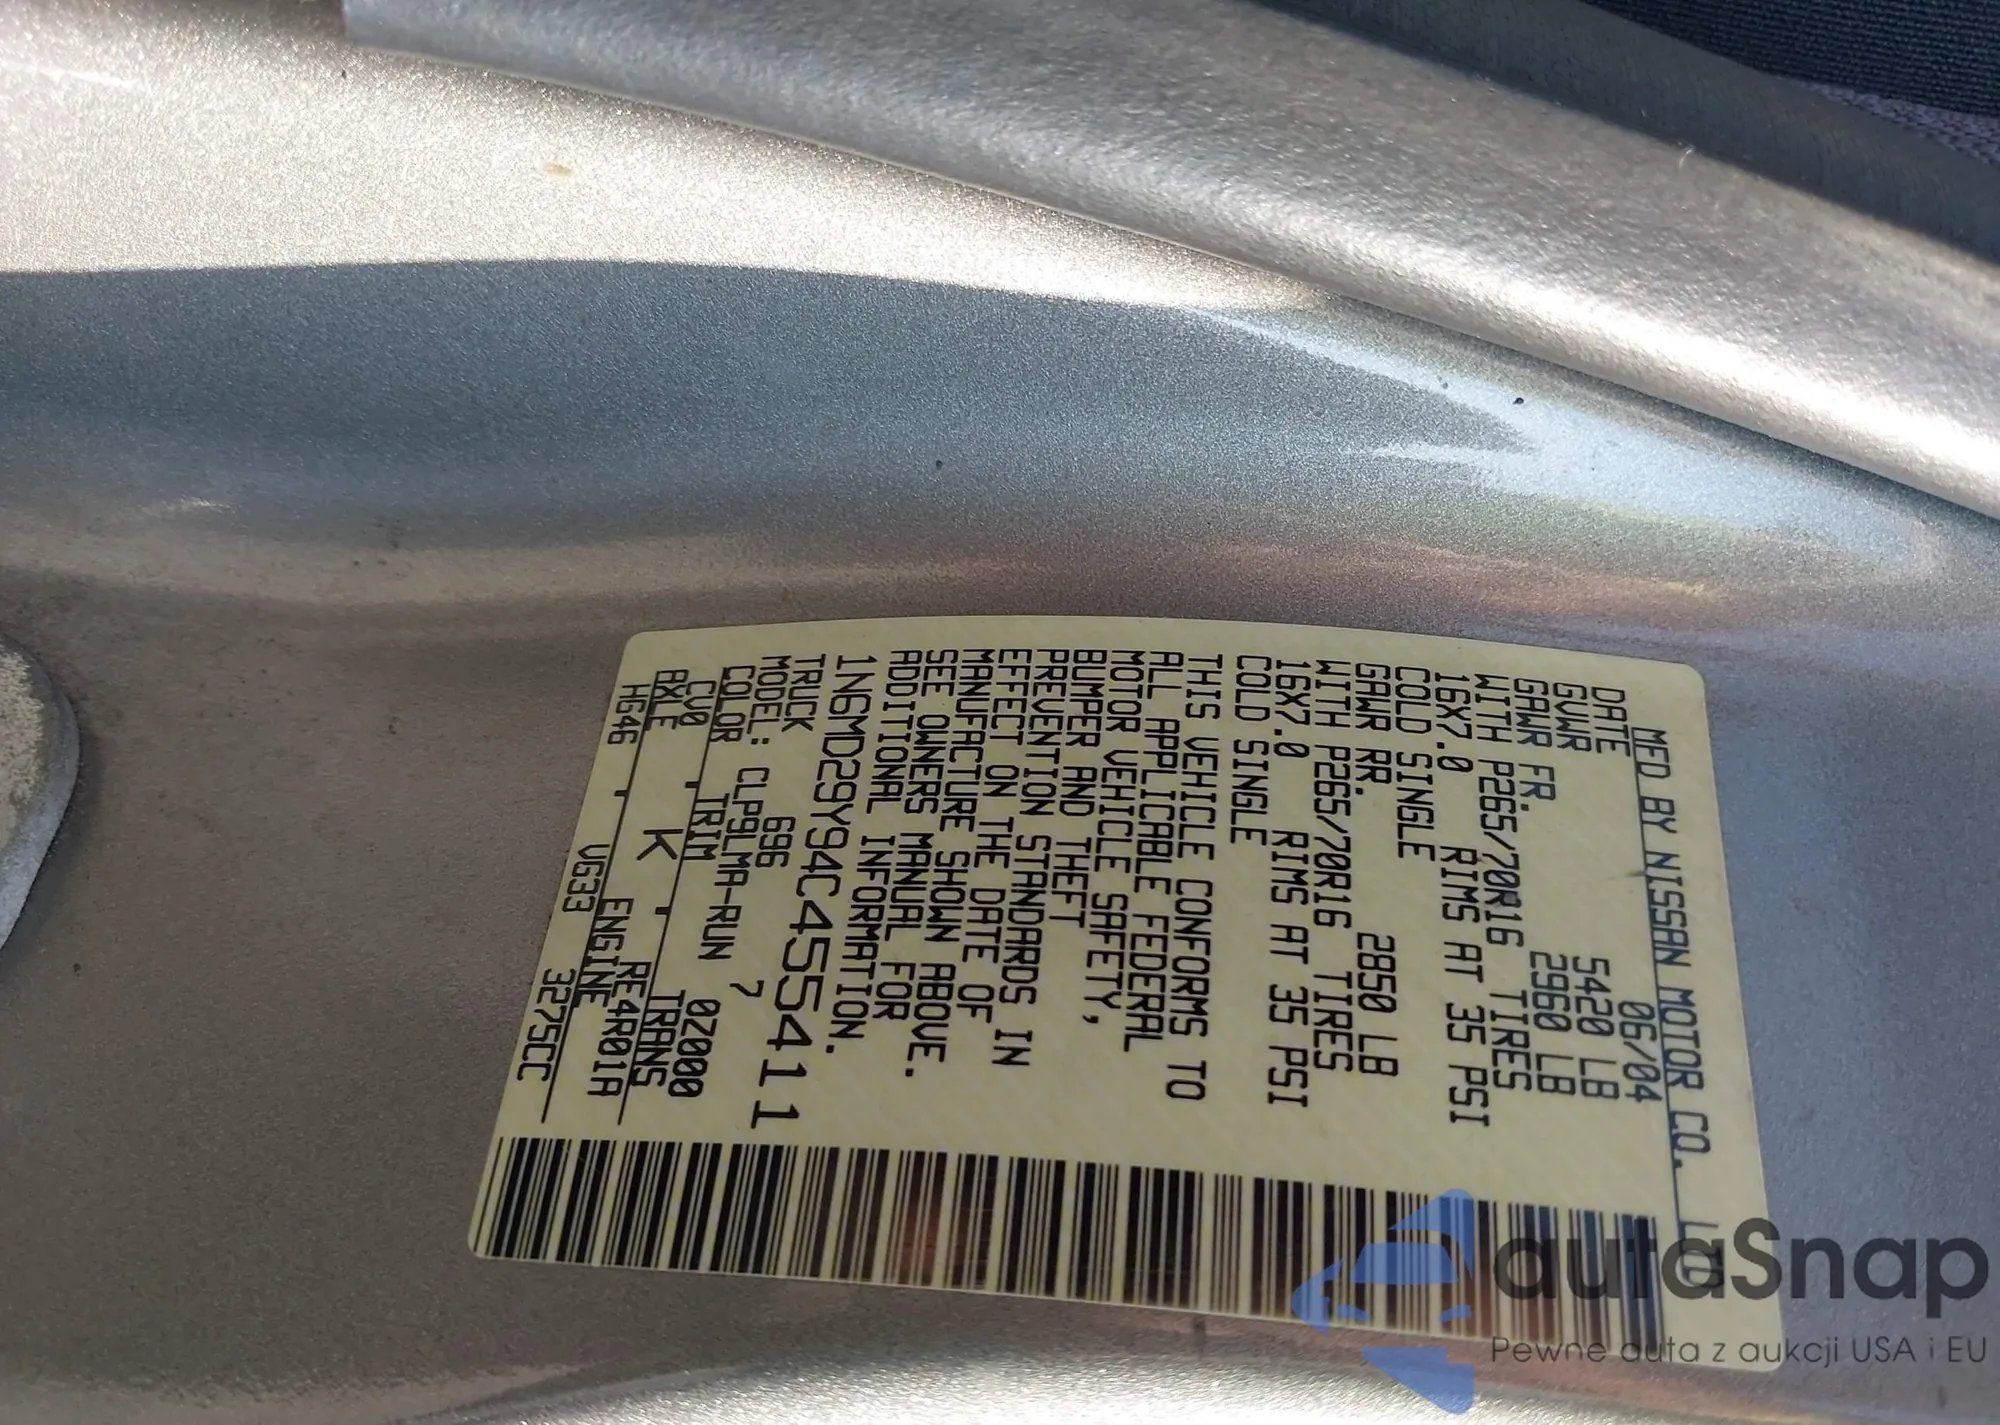 MFD BY NISSAN MOTOR CO. LTD
DATE 06/04
GVWR 5420 LB
GAWR FR. 2960 LB
WITH P265/70R16 TIRES
16X7.0 RIMS AT 35 PSI
COLD SINGLE
GAWR RR. 2850 LB
WITH P265/70R16 TIRES
16X7.0 RIMS AT 35 PSI
COLD SINGLE
THIS VEHICLE CONFORMS TO
ALL APPLICABLE FEDERAL
MOTOR VEHICLE SAFETY,
BUMPER AND THEFT
PREVENTION STANDARDS IN
EFFECT ON THE DATE OF
MANUFACTURE SHOWN ABOVE.
SEE OWNERS MANUAL FOR
ADDITIONAL INFORMATION.
1N6MD29Y94C455411
TRUCK 696 7
MODEL: CLP9LMA-RUN 0Z000
COLOR TRIM TRANS
CV0 K RE4R01A
AXLE ENGINE
HG46 VG33 3275CC
autaSnap
Pewne auta z aukcji USA i EU